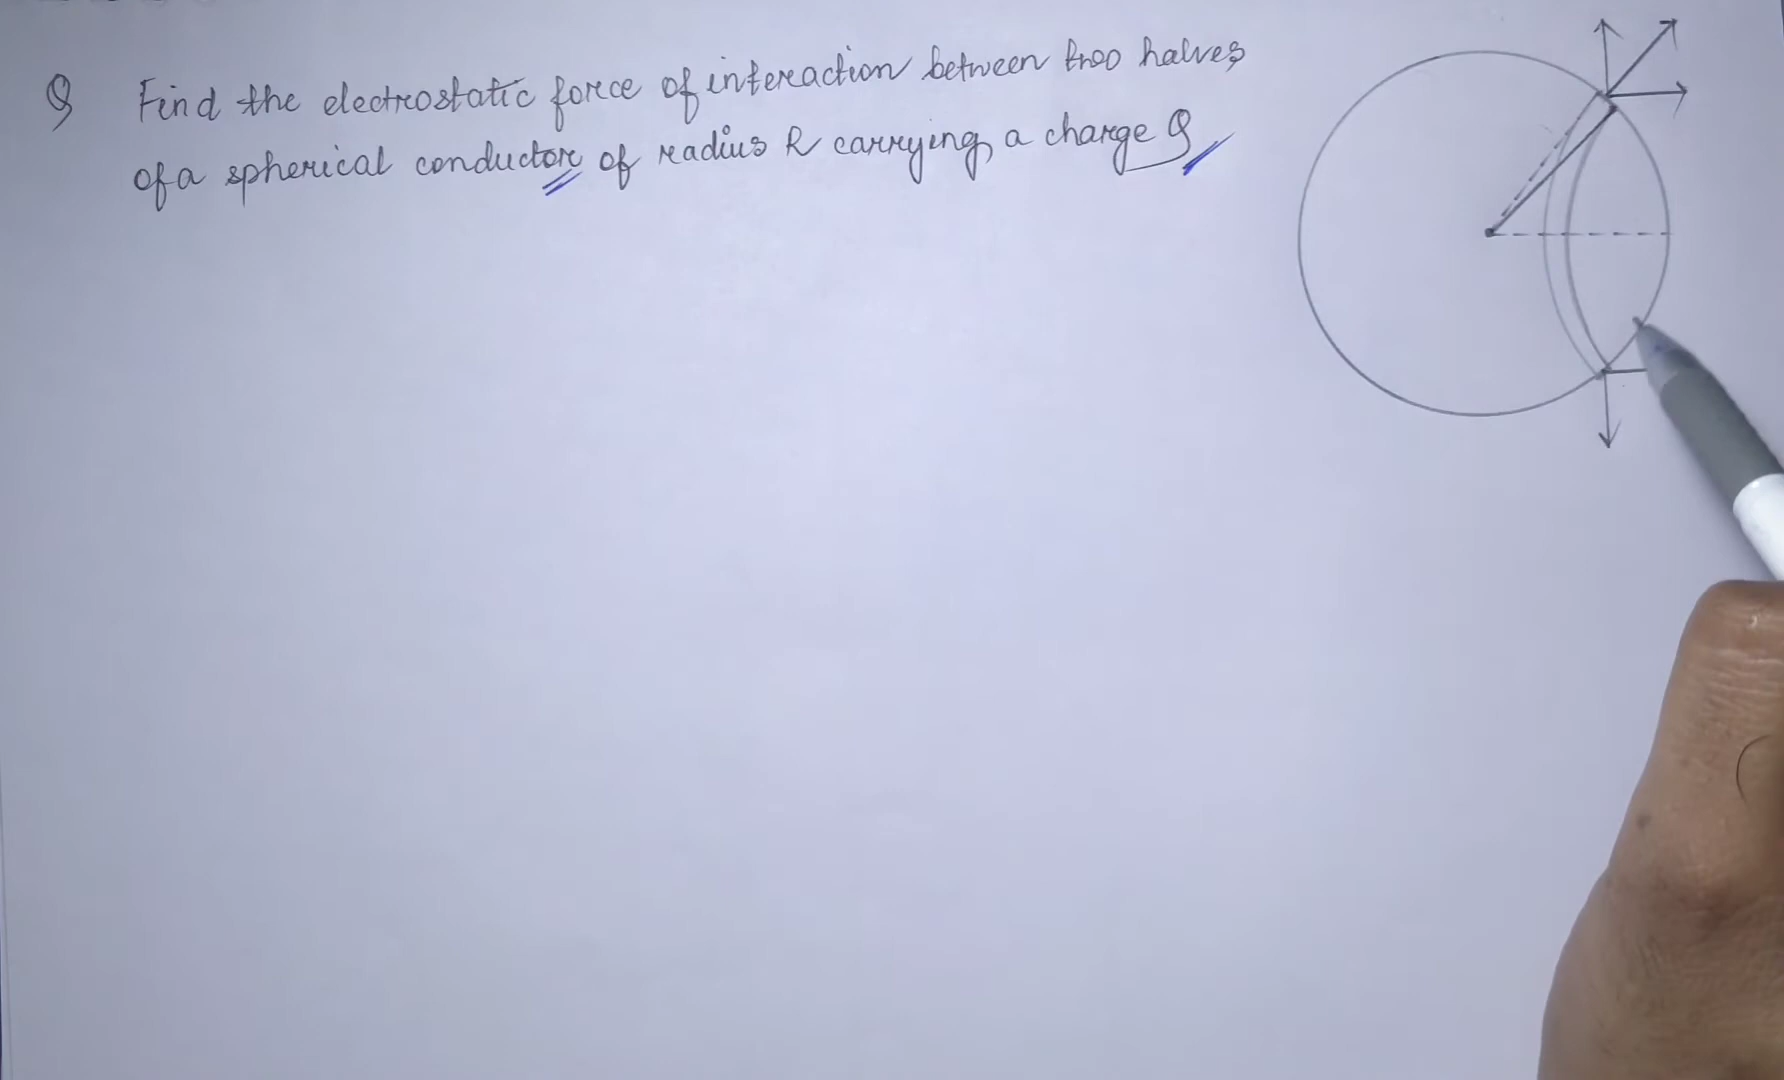 Q Find the electrostatic force of interaction between two halves
of a spherical conductor of radius R carrying a charge Q